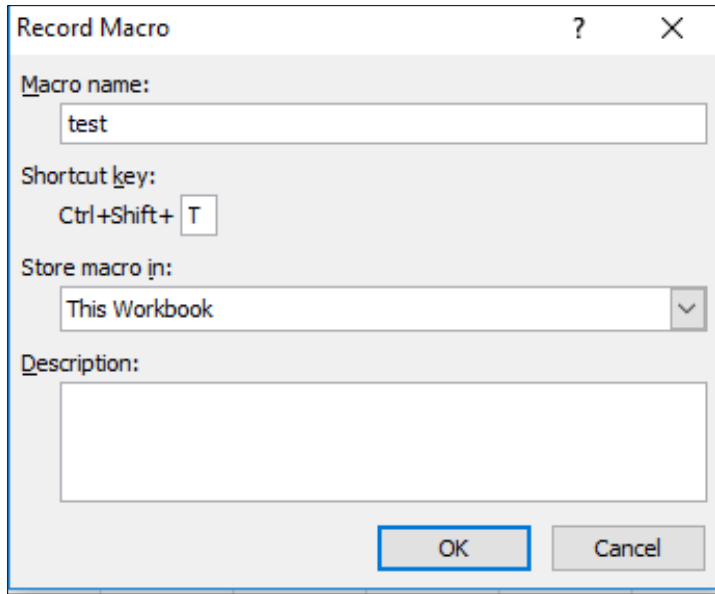 Record Macro ?
Macro name:
test
Shortcut key:
Ctrl+Shift+ T
Store macro in:
This Workbook
Description:
OK Cancel